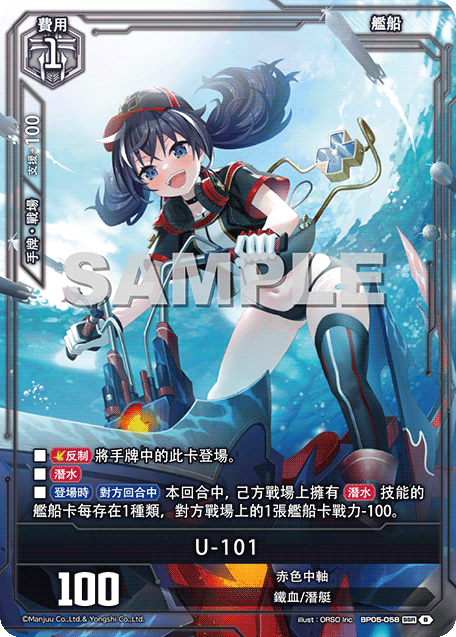 費用
1
艦船
手牌・戰場
支援+100
SAMPLE
■ 反制 將手牌中的此卡登場。
■ 潛水
■ 登場時 對方回合中 本回合中,己方戰場上擁有 潛水 技能的
艦船卡每存在1種類,對方戰場上的1張艦船卡戰力-100。
U-101
100
赤色中軸
鐵血/潛艇
©Manjuu Co.,Ltd.& Yongshi Co.,Ltd.
illust : ORSO Inc.
BP05-058 SSR B